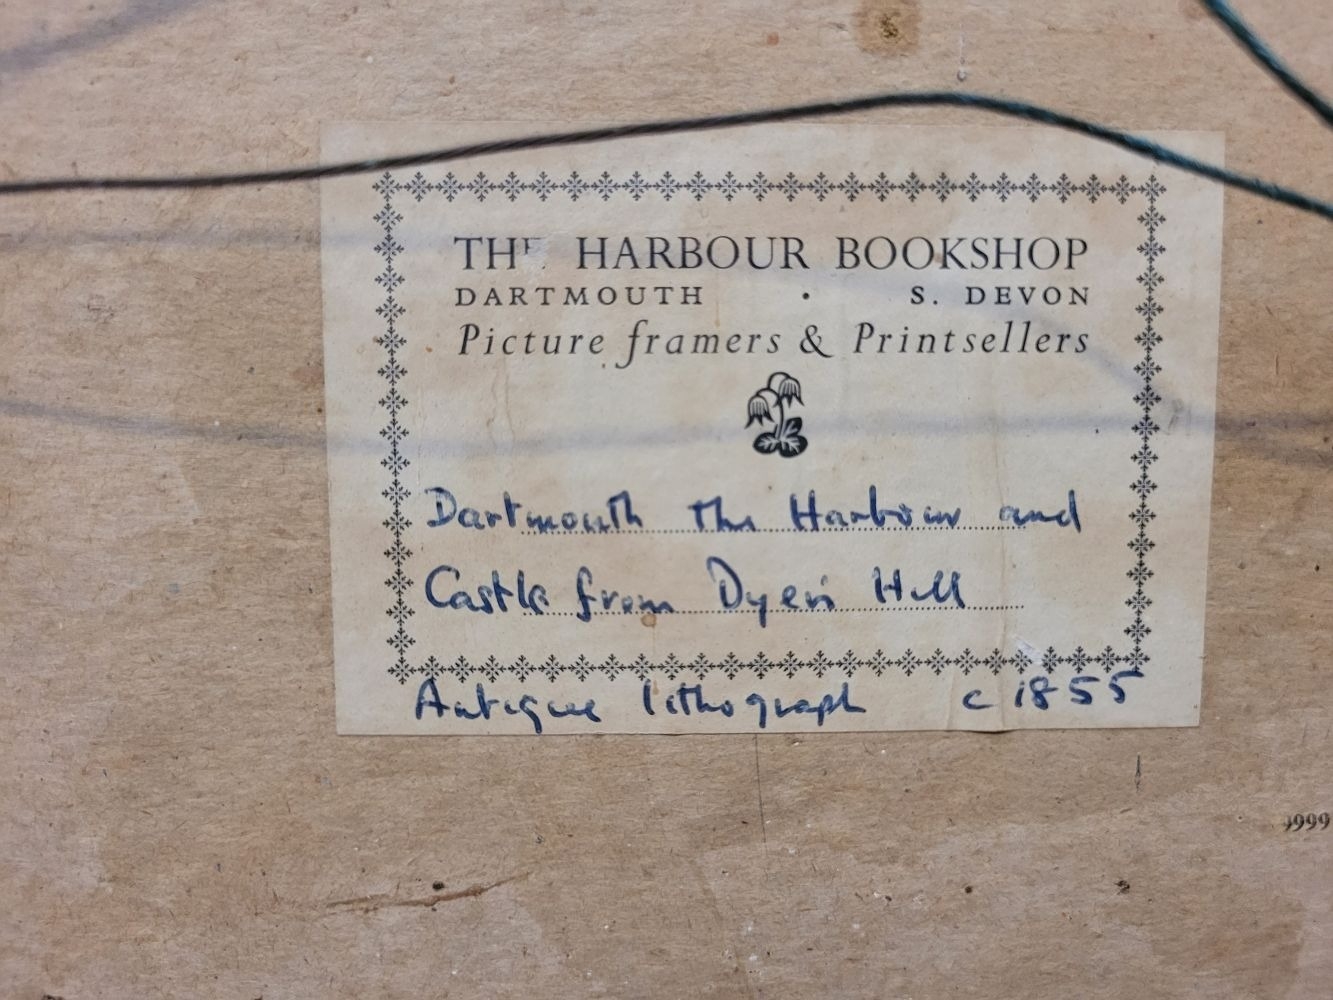 THE HARBOUR BOOKSHOP
DARTMOUTH · S. DEVON
Picture framers & Printsellers
Dartmouth the Harbour and
Castle from Dyer's Hill
Antique lithograph c 1855